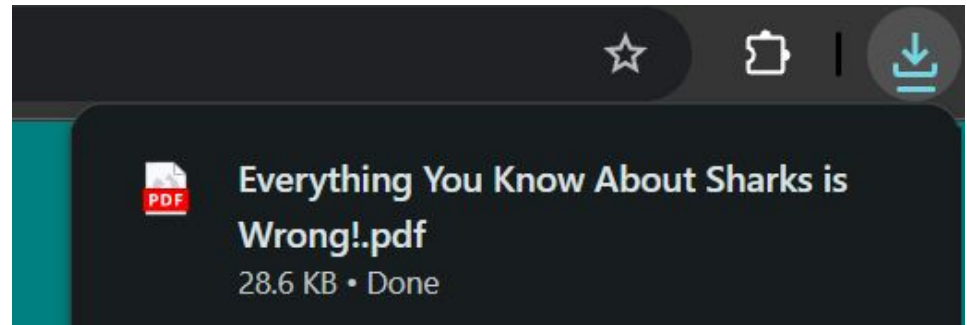 PDF
Everything You Know About Sharks is
Wrong!.pdf
28.6 KB • Done